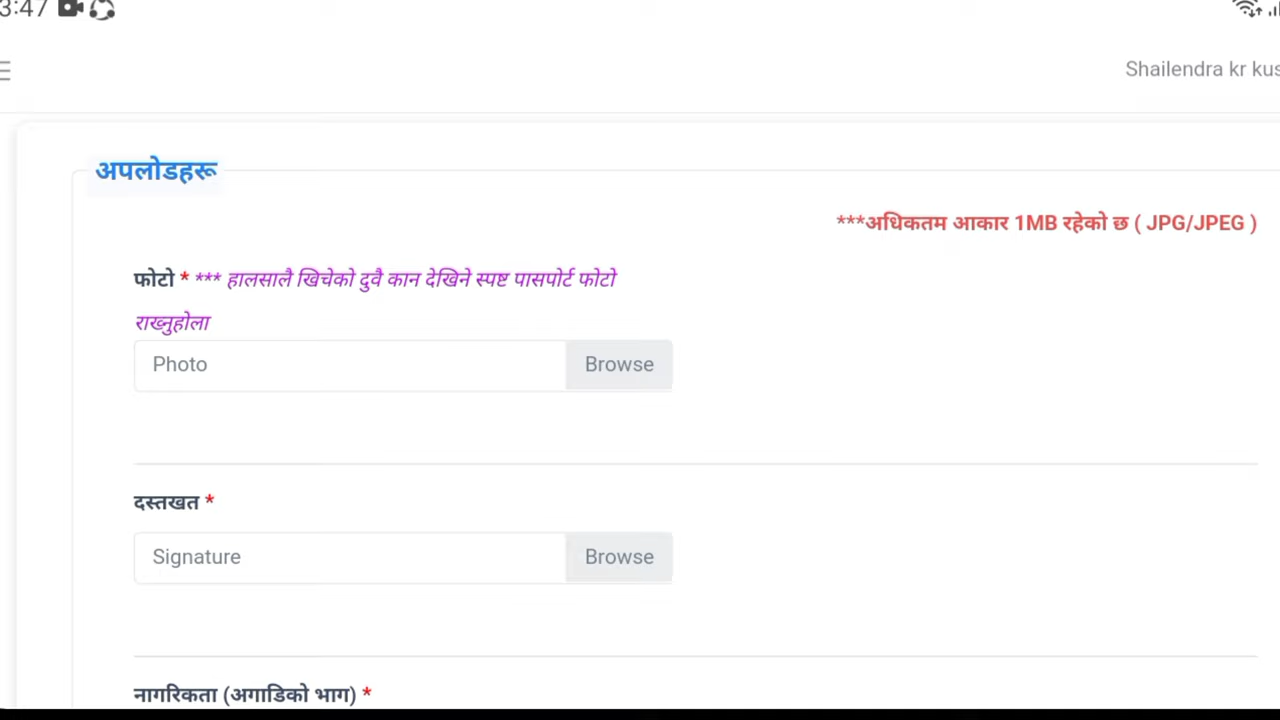 3:47
Shailendra kr kus
अपलोडहरू
***अधिकतम आकार 1MB रहेको छ ( JPG/JPEG )
फोटो * *** हालसालै खिचेको दुवै कान देखिने स्पष्ट पासपोर्ट फोटो
राख्नुहोला
Photo Browse
दस्तखत *
Signature Browse
नागरिकता (अगाडिको भाग) *